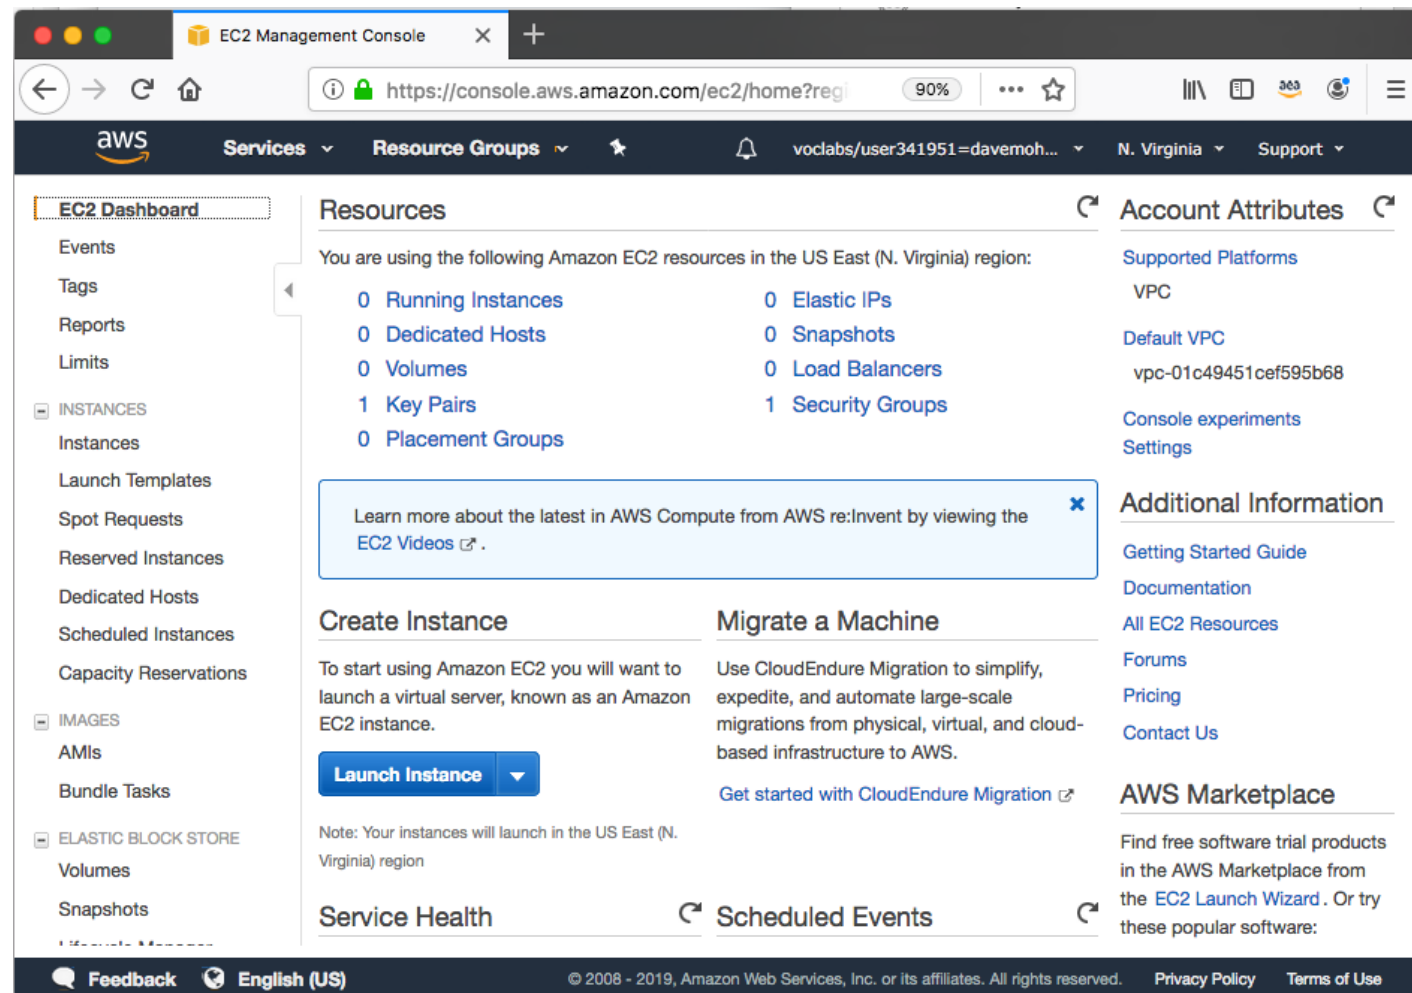 EC2 Management Console
https://console.aws.amazon.com/ec2/home?regi
90%
aws
Services
Resource Groups
voclabs/user341951=davemoh...
N. Virginia
Support
EC2 Dashboard
Events
Tags
Reports
Limits
INSTANCES
Instances
Launch Templates
Spot Requests
Reserved Instances
Dedicated Hosts
Scheduled Instances
Capacity Reservations
IMAGES
AMIs
Bundle Tasks
ELASTIC BLOCK STORE
Volumes
Snapshots
Lifecycle Manager
Resources
You are using the following Amazon EC2 resources in the US East (N. Virginia) region:
0 Running Instances
0 Elastic IPs
0 Dedicated Hosts
0 Snapshots
0 Volumes
0 Load Balancers
1 Key Pairs
1 Security Groups
0 Placement Groups
Learn more about the latest in AWS Compute from AWS re:Invent by viewing the
EC2 Videos .
Create Instance
To start using Amazon EC2 you will want to
launch a virtual server, known as an Amazon
EC2 instance.
Launch Instance
Note: Your instances will launch in the US East (N.
Virginia) region
Migrate a Machine
Use CloudEndure Migration to simplify,
expedite, and automate large-scale
migrations from physical, virtual, and cloud-
based infrastructure to AWS.
Get started with CloudEndure Migration
Service Health
Scheduled Events
Account Attributes
Supported Platforms
VPC
Default VPC
vpc-01c49451cef595b68
Console experiments
Settings
Additional Information
Getting Started Guide
Documentation
All EC2 Resources
Forums
Pricing
Contact Us
AWS Marketplace
Find free software trial products
in the AWS Marketplace from
the EC2 Launch Wizard. Or try
these popular software:
Feedback
English (US)
© 2008 - 2019, Amazon Web Services, Inc. or its affiliates. All rights reserved.
Privacy Policy
Terms of Use